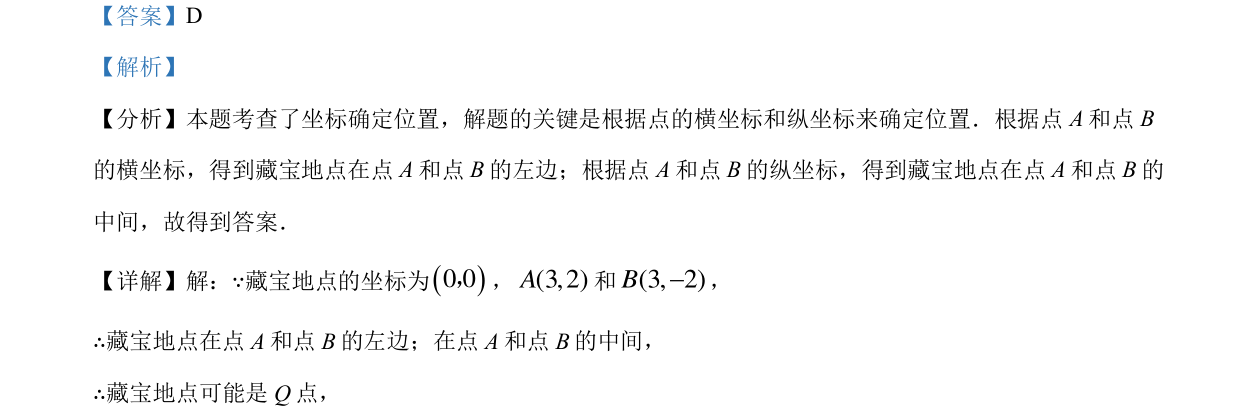 【答案】D
【解析】
【分析】本题考查了坐标确定位置，解题的关键是根据点的横坐标和纵坐标来确定位置．根据点 A 和点 B
的横坐标，得到藏宝地点在点 A 和点 B 的左边；根据点 A 和点 B 的纵坐标，得到藏宝地点在点 A 和点 B 的
中间，故得到答案．
【详解】解：∵藏宝地点的坐标为(0,0)，A(3,2) 和 B(3,−2)，
∴藏宝地点在点 A 和点 B 的左边；在点 A 和点 B 的中间，
∴藏宝地点可能是 Q 点，